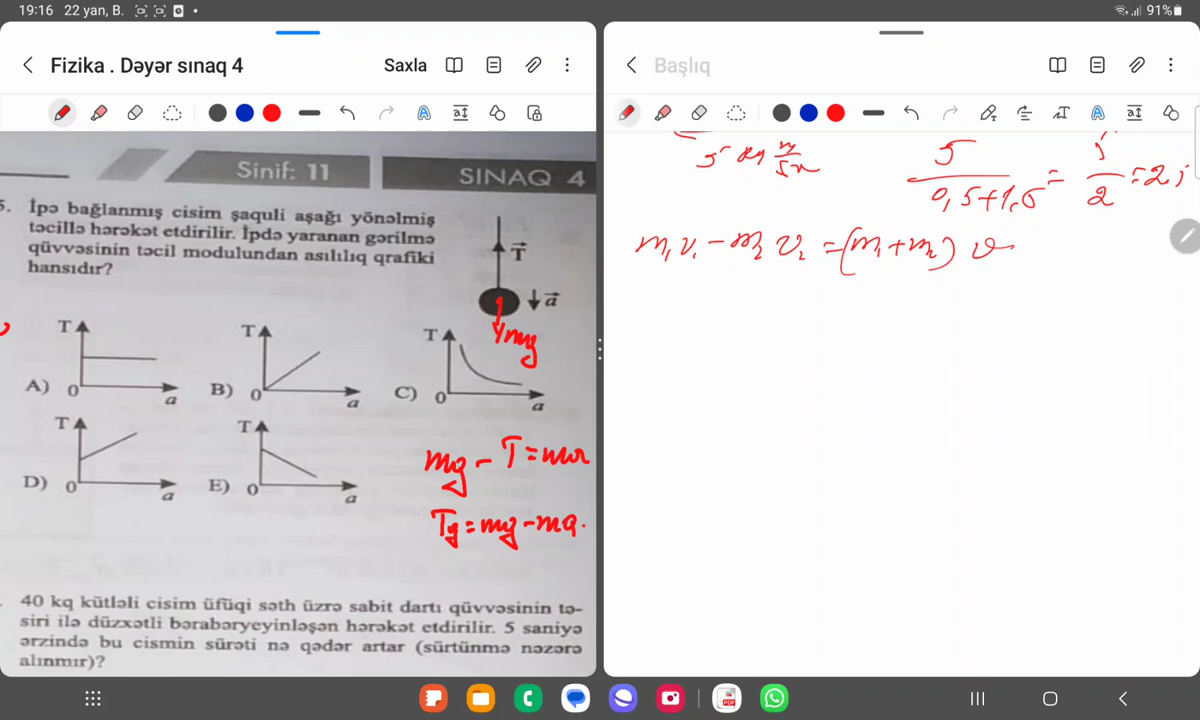 19:16 22 yan, B. 91%
Fizika . Dəyər sınaq 4 Saxla
Başlıq
Sinif: 11 SINAQ 4
5. İpə bağlanmış cisim şaquli aşağı yönəlmiş
təcillə hərəkət etdirilir. İpdə yaranan gərilmə
qüvvəsinin təcil modulundan asılılıq qrafiki
hansıdır?
T
a
mg
A) T 0 a
B) T 0 a
C) T 0 a
D) T 0 a
E) T 0 a
mg - T = ma
Tg = mg - ma.
40 kq kütləli cisim üfüqi səth üzrə sabit dartı qüvvəsinin tə-
siri ilə düzxətli bərabəryeyinləşən hərəkət etdirilir. 5 saniyə
ərzində bu cismin sürəti nə qədər artar (sürtünmə nəzərə
alınmır)?
5
0,5+1,5 = 2 =2,
m₁v₁ - m₂v₂ = (m₁+m₂) v